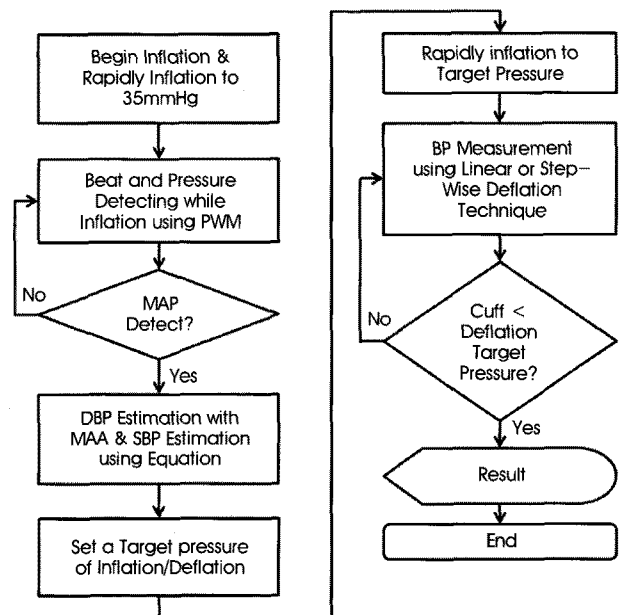 Begin Inflation &
Rapidly Inflation to
35mmHg
Beat and Pressure
Detecting while
Inflation using PWM
No
MAP
Detect?
Yes
DBP Estimation with
MAA & SBP Estimation
using Equation
Set a Target pressure
of Inflation/Deflation
Rapidly inflation to
Target Pressure
BP Measurement
using Linear or Step-
Wise Deflation
Technique
No
Cuff <
Deflation
Target
Pressure?
Yes
Result
End